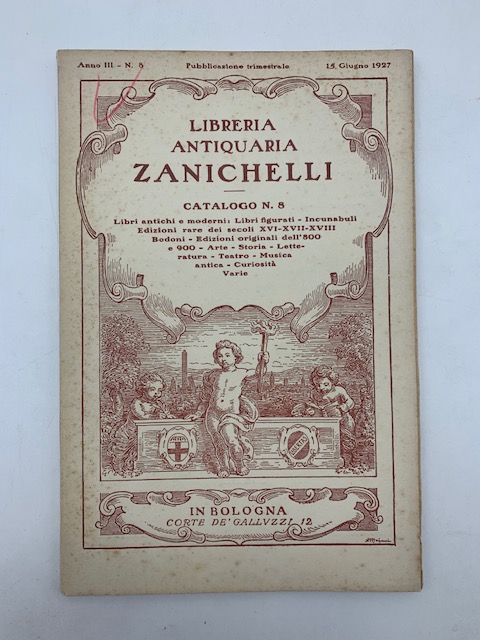 Anno III - N. 8 Pubblicazione trimestrale 15 Giugno 1927
LIBRERIA
ANTIQUARIA
ZANICHELLI
CATALOGO N. 8
Libri antichi e moderni: Libri figurati - Incunabuli
Edizioni rare dei secoli XVI-XVII-XVIII
Bodoni - Edizioni originali dell'800
e 900 - Arte - Storia - Lette-
ratura - Teatro - Musica
antica - Curiosità
Varie
LIBERTAS
IN BOLOGNA
CORTE DE' GALLVZZI 12